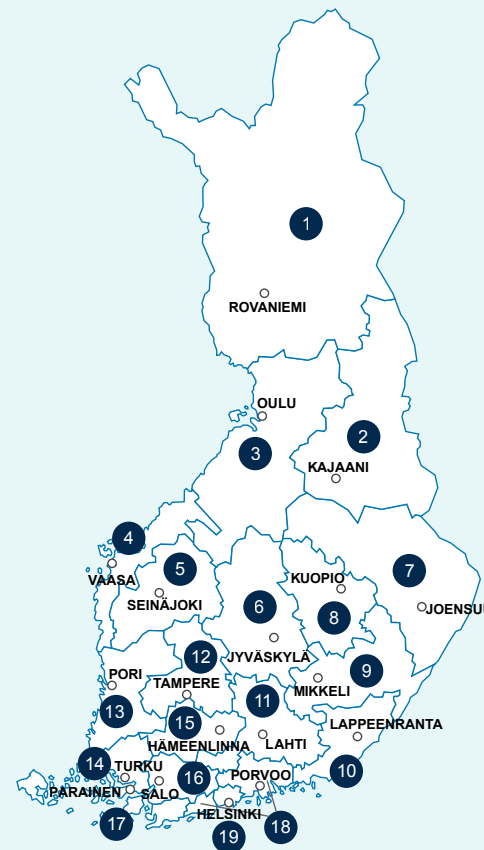 1
ROVANIEMI
OULU
2
3
KAJAANI
4
VAASA
5
SEINÄJOKI
KUOPIO
7
6
8
JOENSUU
JYVÄSKYLÄ
12
9
PORI
TAMPERE
MIKKELI
13
11
15
LAPPEENRANTA
HÄMEENLINNA
LAHTI
14
TURKU
16
PORVOO
10
PARAINEN
SALO
HELSINKI
17
19
18